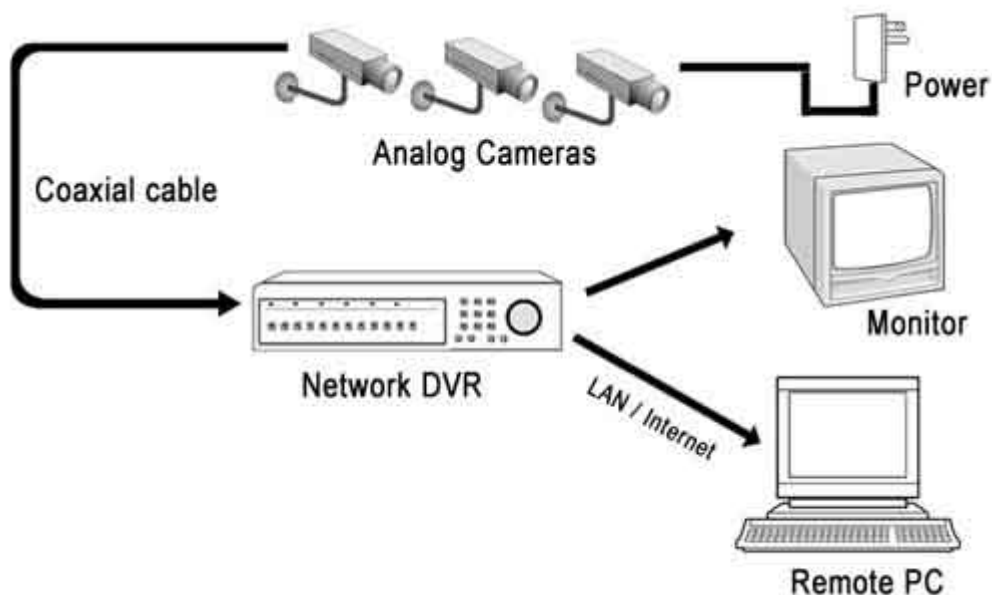 Power
Analog Cameras
Coaxial cable
Monitor
Network DVR
LAN / Internet
Remote PC